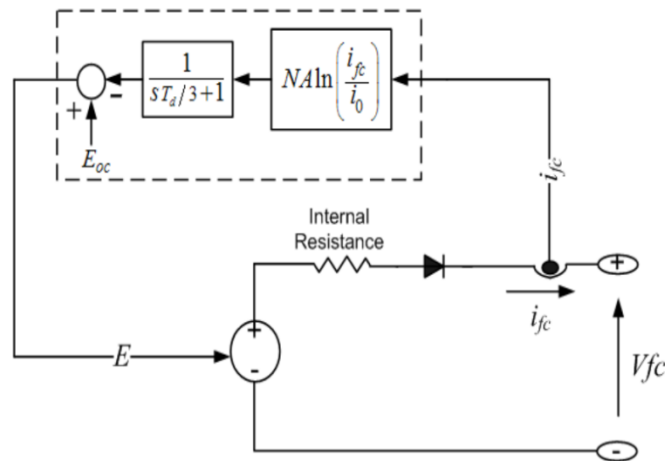 1
sT_d/3+1
NA ln (i_fc / i_0)
-
+
E_oc
i_fc
Internal
Resistance
+
i_fc
E
+
-
Vfc
-